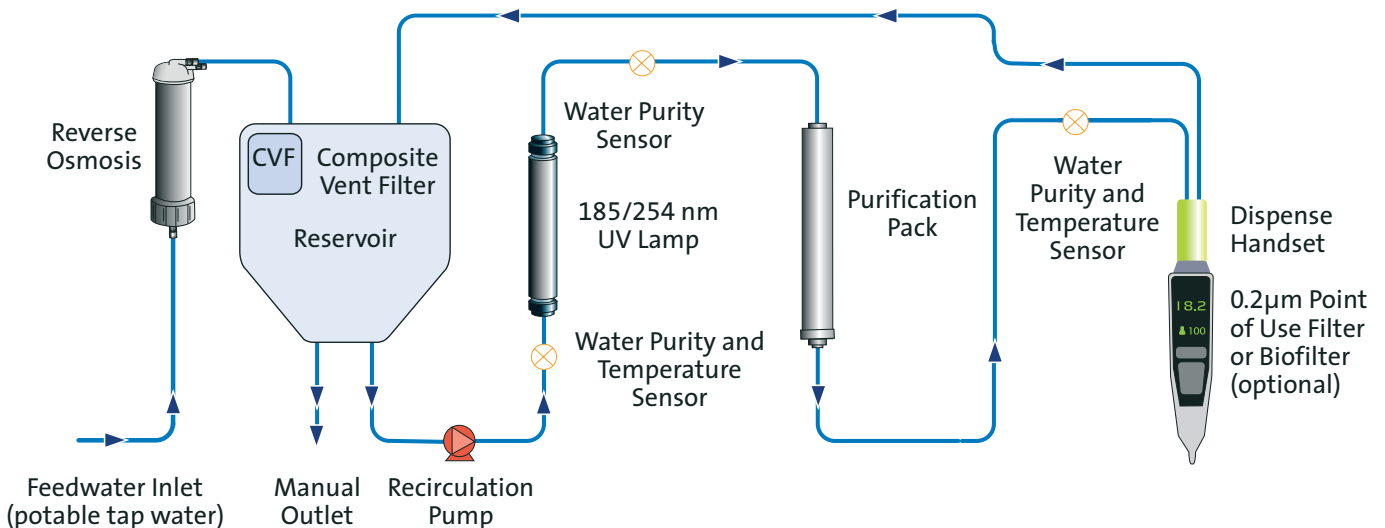 Reverse
Osmosis
CVF
Composite
Vent Filter
Reservoir
Water Purity
Sensor
185/254 nm
UV Lamp
Water Purity and
Temperature
Sensor
Purification
Pack
Water
Purity and
Temperature
Sensor
Dispense
Handset
18.2
100
0.2µm Point
of Use Filter
or Biofilter
(optional)
Feedwater Inlet
(potable tap water)
Manual
Outlet
Recirculation
Pump